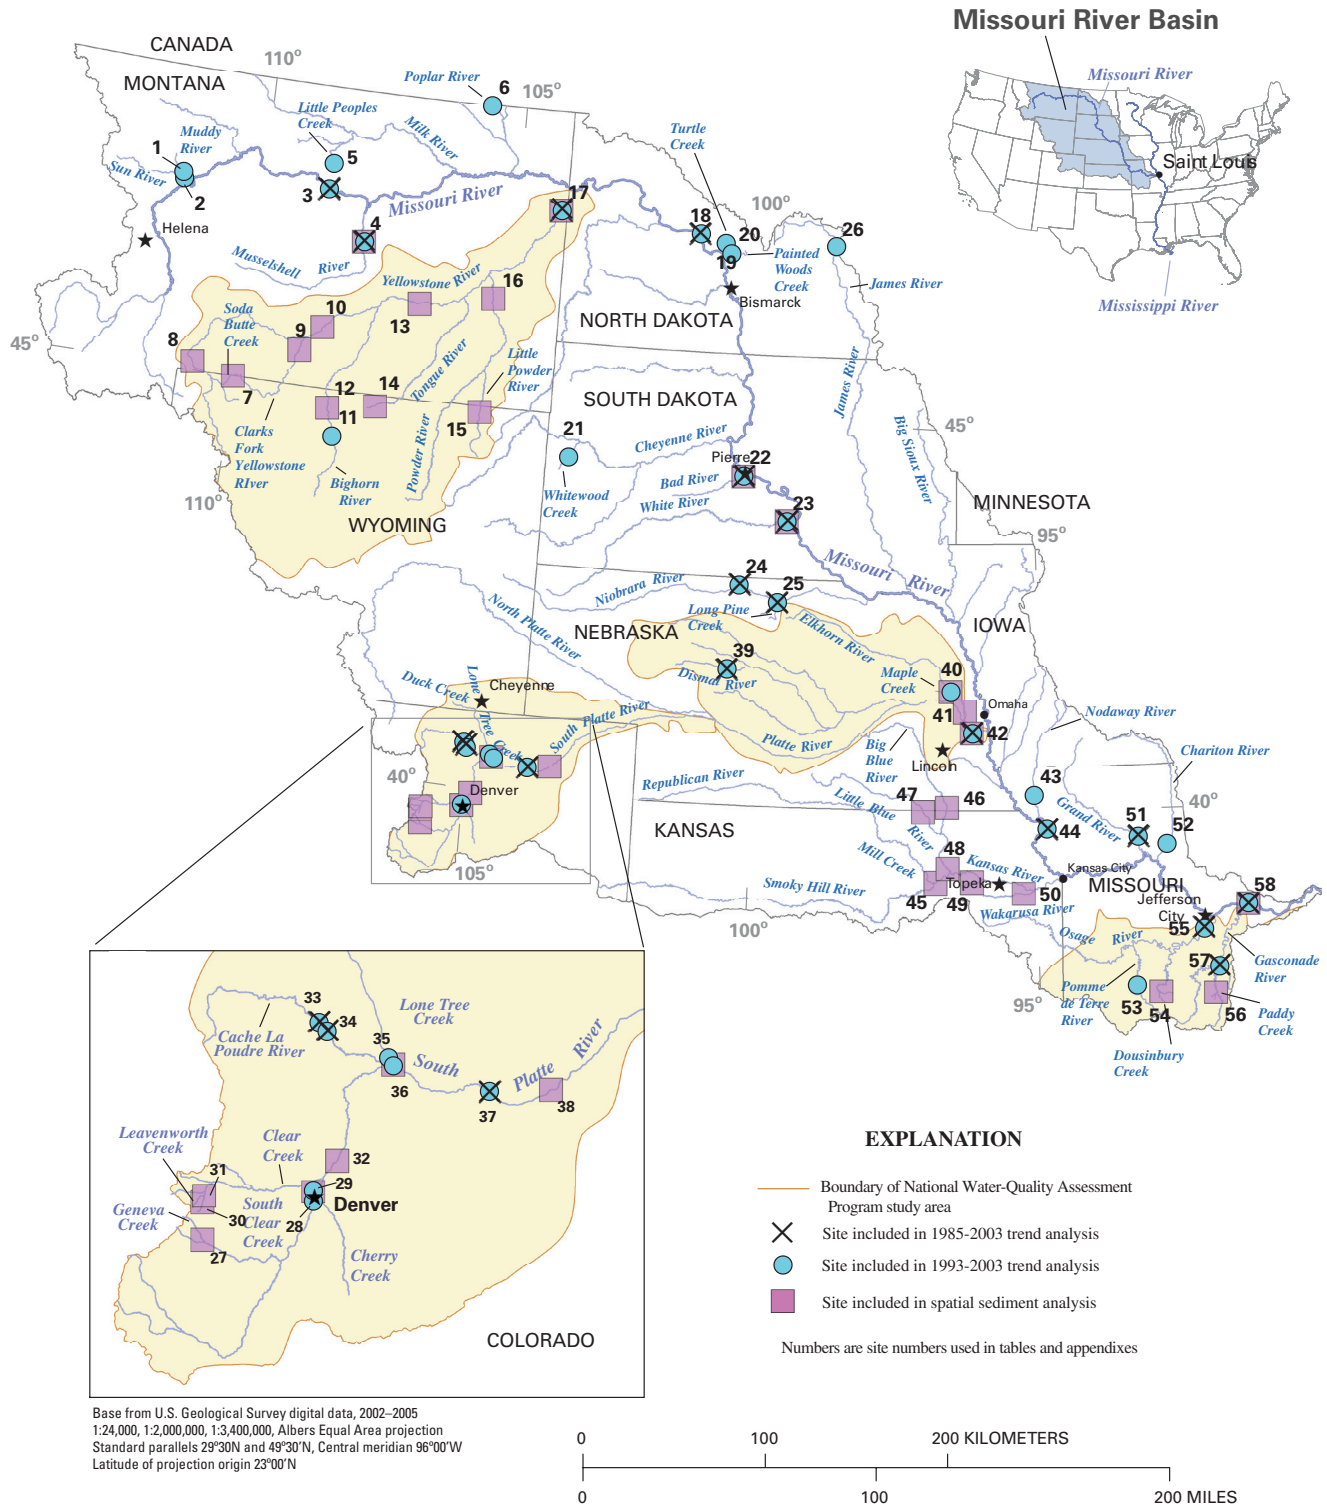 Missouri River Basin
CANADA
110°
MONTANA
Poplar River
6
105°
Missouri River
Little Peoples
Creek
Muddy
River
Milk River
Turtle
Creek
1
5
Sun River
Saint Louis
3
Missouri River
17
2
100°
18
4
20
26
Helena
19
Painted
Woods
Creek
Musselshell River
James River
Yellowstone River
16
Bismarck
Mississippi River
Soda
Butte
Creek
10
13
NORTH DAKOTA
9
45°
8
Tongue River
Little
Powder
River
James River
7
12
14
SOUTH DAKOTA
11
15
21
Cheyenne River
45°
Big Sioux River
Clarks
Fork
Yellowstone
RIver
Powder River
Pierre
22
Bighorn
River
Whitewood
Creek
Bad River
White River
23
110°
MINNESOTA
WYOMING
95°
24
Missouri River
25
Niobrara River
North Platte River
Long Pine
Creek
Elkhorn River
NEBRASKA
IOWA
39
Dismal River
Maple
Creek
40
Lone Tree Creek
Duck Creek
Cheyenne
41
Omaha
South Platte River
42
Nodaway River
Platte River
Big
Blue
River
Chariton River
Lincoln
40°
Republican River
43
Denver
47
46
Little Blue River
Grand River
51
40°
52
KANSAS
44
105°
Mill Creek
48
Kansas River
Kansas City
Smoky Hill River
Topeka
MISSOURI
58
45
49
50
Jefferson
City
Wakarusa River
55
100°
Osage River
57
Gasconade
River
95°
Pomme
de Terre
River
53
54
56
Paddy
Creek
Dousinbury
Creek
33
34
Lone Tree
Creek
Cache La
Poudre River
35
South Platte River
36
37
38
Leavenworth
Creek
Clear
Creek
31
32
29
Denver
Geneva
Creek
30
South
Clear
Creek
28
27
Cherry
Creek
COLORADO
EXPLANATION
Boundary of National Water-Quality Assessment
Program study area
Site included in 1985-2003 trend analysis
Site included in 1993-2003 trend analysis
Site included in spatial sediment analysis
Numbers are site numbers used in tables and appendixes
Base from U.S. Geological Survey digital data, 2002–2005
1:24,000, 1:2,000,000, 1:3,400,000, Albers Equal Area projection
Standard parallels 29°30N and 49°30'N, Central meridian 96°00'W
Latitude of projection origin 23°00'N
0 100 200 KILOMETERS
0 100 200 MILES